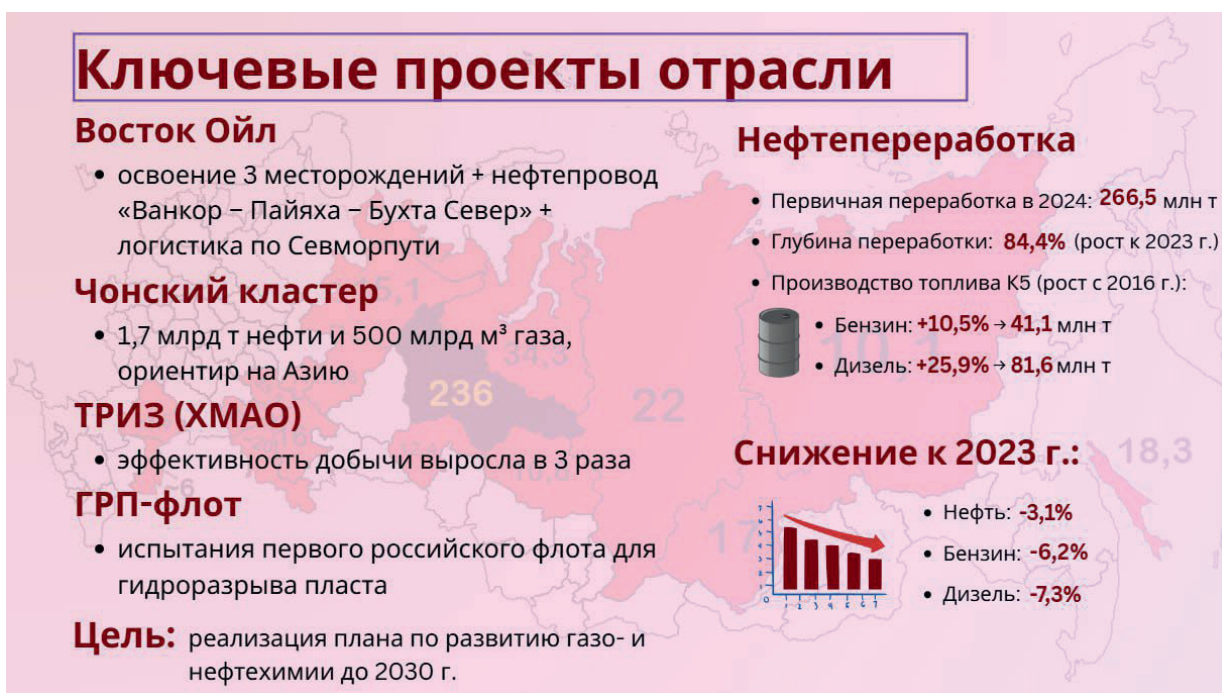 Ключевые проекты отрасли
Восток Ойл
• освоение 3 месторождений + нефтепровод
«Ванкор – Пайяха – Бухта Север» +
логистика по Севморпути
Чонский кластер
• 1,7 млрд т нефти и 500 млрд м³ газа,
ориентир на Азию
ТРИЗ (ХМАО)
• эффективность добычи выросла в 3 раза
ГРП-флот
• испытания первого российского флота для
гидроразрыва пласта
Цель: реализация плана по развитию газо- и
нефтехимии до 2030 г.
Нефтепереработка
• Первичная переработка в 2024: 266,5 млн т
• Глубина переработки: 84,4% (рост к 2023 г.)
• Производство топлива К5 (рост с 2016 г.):
• Бензин: +10,5% → 41,1 млн т
• Дизель: +25,9% → 81,6 млн т
Снижение к 2023 г.:
• Нефть: -3,1%
• Бензин: -6,2%
• Дизель: -7,3%
34,3
236
22
18,3